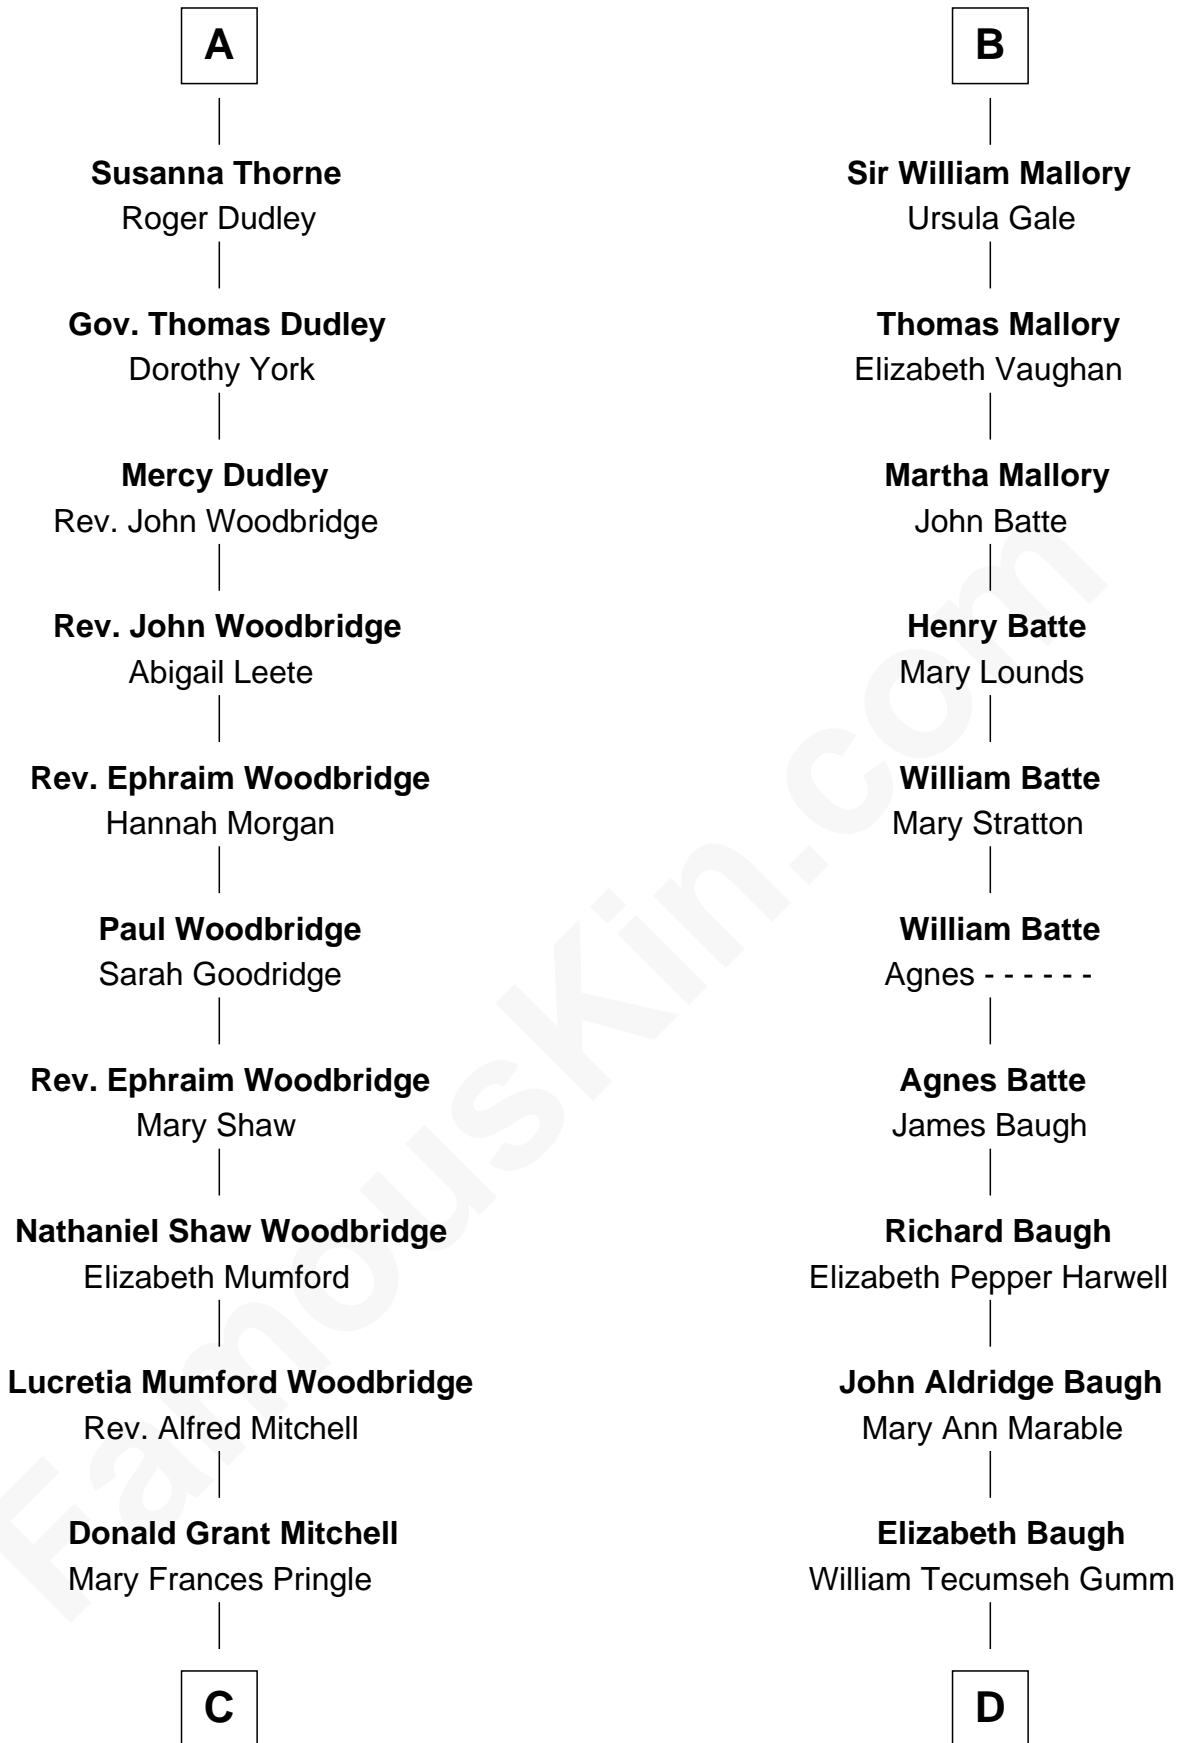 A
Susanna Thorne
Roger Dudley
Gov. Thomas Dudley
Dorothy York
Mercy Dudley
Rev. John Woodbridge
Rev. John Woodbridge
Abigail Leete
Rev. Ephraim Woodbridge
Hannah Morgan
Paul Woodbridge
Sarah Goodridge
Rev. Ephraim Woodbridge
Mary Shaw
Nathaniel Shaw Woodbridge
Elizabeth Mumford
Lucretia Mumford Woodbridge
Rev. Alfred Mitchell
Donald Grant Mitchell
Mary Frances Pringle
C
B
Sir William Mallory
Ursula Gale
Thomas Mallory
Elizabeth Vaughan
Martha Mallory
John Batte
Henry Batte
Mary Lounds
William Batte
Mary Stratton
William Batte
Agnes - - - - - -
Agnes Batte
James Baugh
Richard Baugh
Elizabeth Pepper Harwell
John Aldridge Baugh
Mary Ann Marable
Elizabeth Baugh
William Tecumseh Gumm
D
FamousKin.com